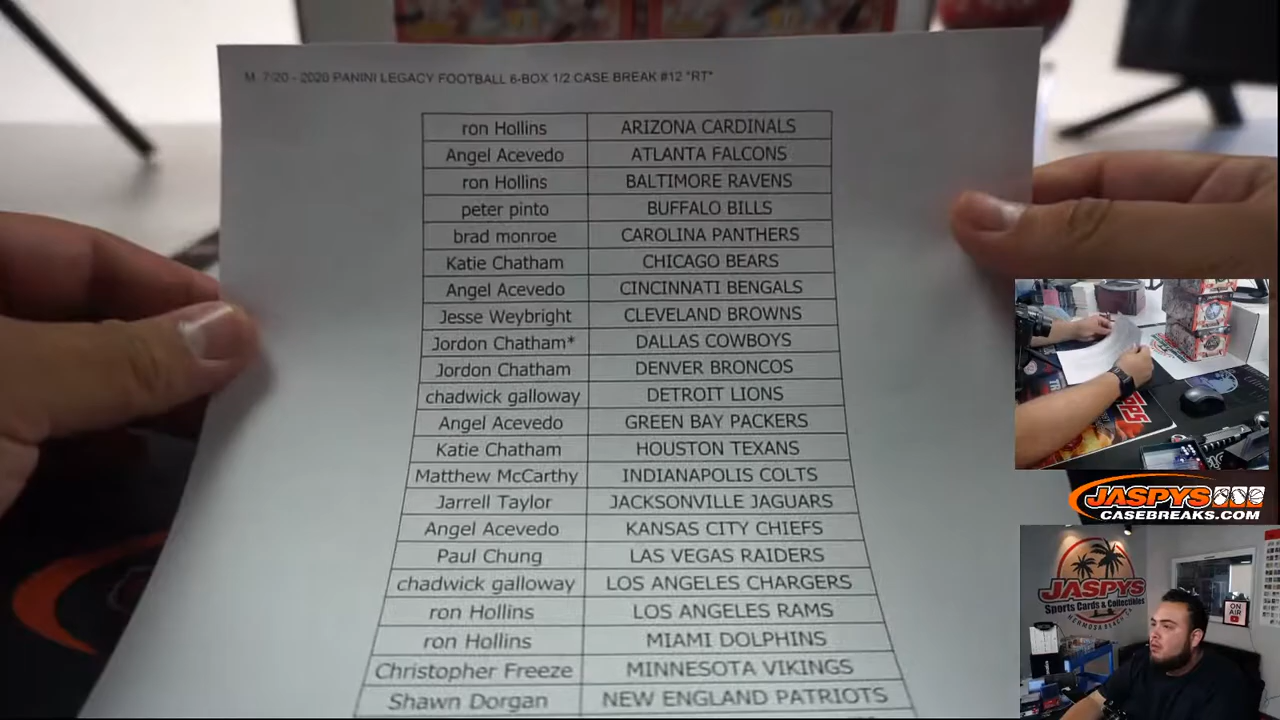 M. 7/20 - 2020 PANINI LEGACY FOOTBALL 6-BOX 1/2 CASE BREAK #12 "RT"
ron Hollins ARIZONA CARDINALS
Angel Acevedo ATLANTA FALCONS
ron Hollins BALTIMORE RAVENS
peter pinto BUFFALO BILLS
brad monroe CAROLINA PANTHERS
Katie Chatham CHICAGO BEARS
Angel Acevedo CINCINNATI BENGALS
Jesse Weybright CLEVELAND BROWNS
Jordon Chatham* DALLAS COWBOYS
Jordon Chatham DENVER BRONCOS
chadwick galloway DETROIT LIONS
Angel Acevedo GREEN BAY PACKERS
Katie Chatham HOUSTON TEXANS
Matthew McCarthy INDIANAPOLIS COLTS
Jarrell Taylor JACKSONVILLE JAGUARS
Angel Acevedo KANSAS CITY CHIEFS
Paul Chung LAS VEGAS RAIDERS
chadwick galloway LOS ANGELES CHARGERS
ron Hollins LOS ANGELES RAMS
ron Hollins MIAMI DOLPHINS
Christopher Freeze MINNESOTA VIKINGS
Shawn Dorgan NEW ENGLAND PATRIOTS
JASPYS
CASEBREAKS.COM
JASPYS
Sports Cards & Collectibles
HERMOSA BEACH
ON
AIR